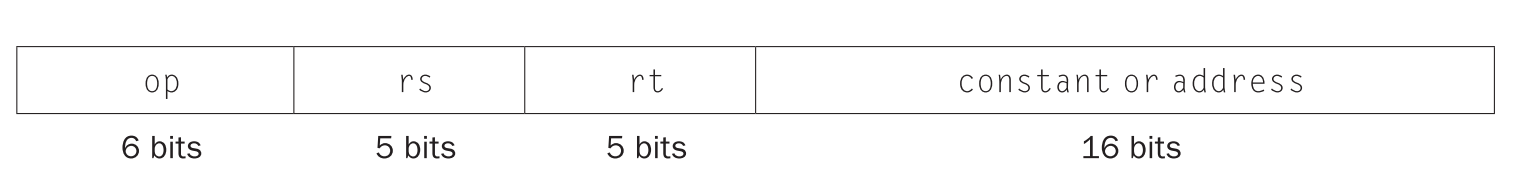 op rs rt constant or address
6 bits 5 bits 5 bits 16 bits